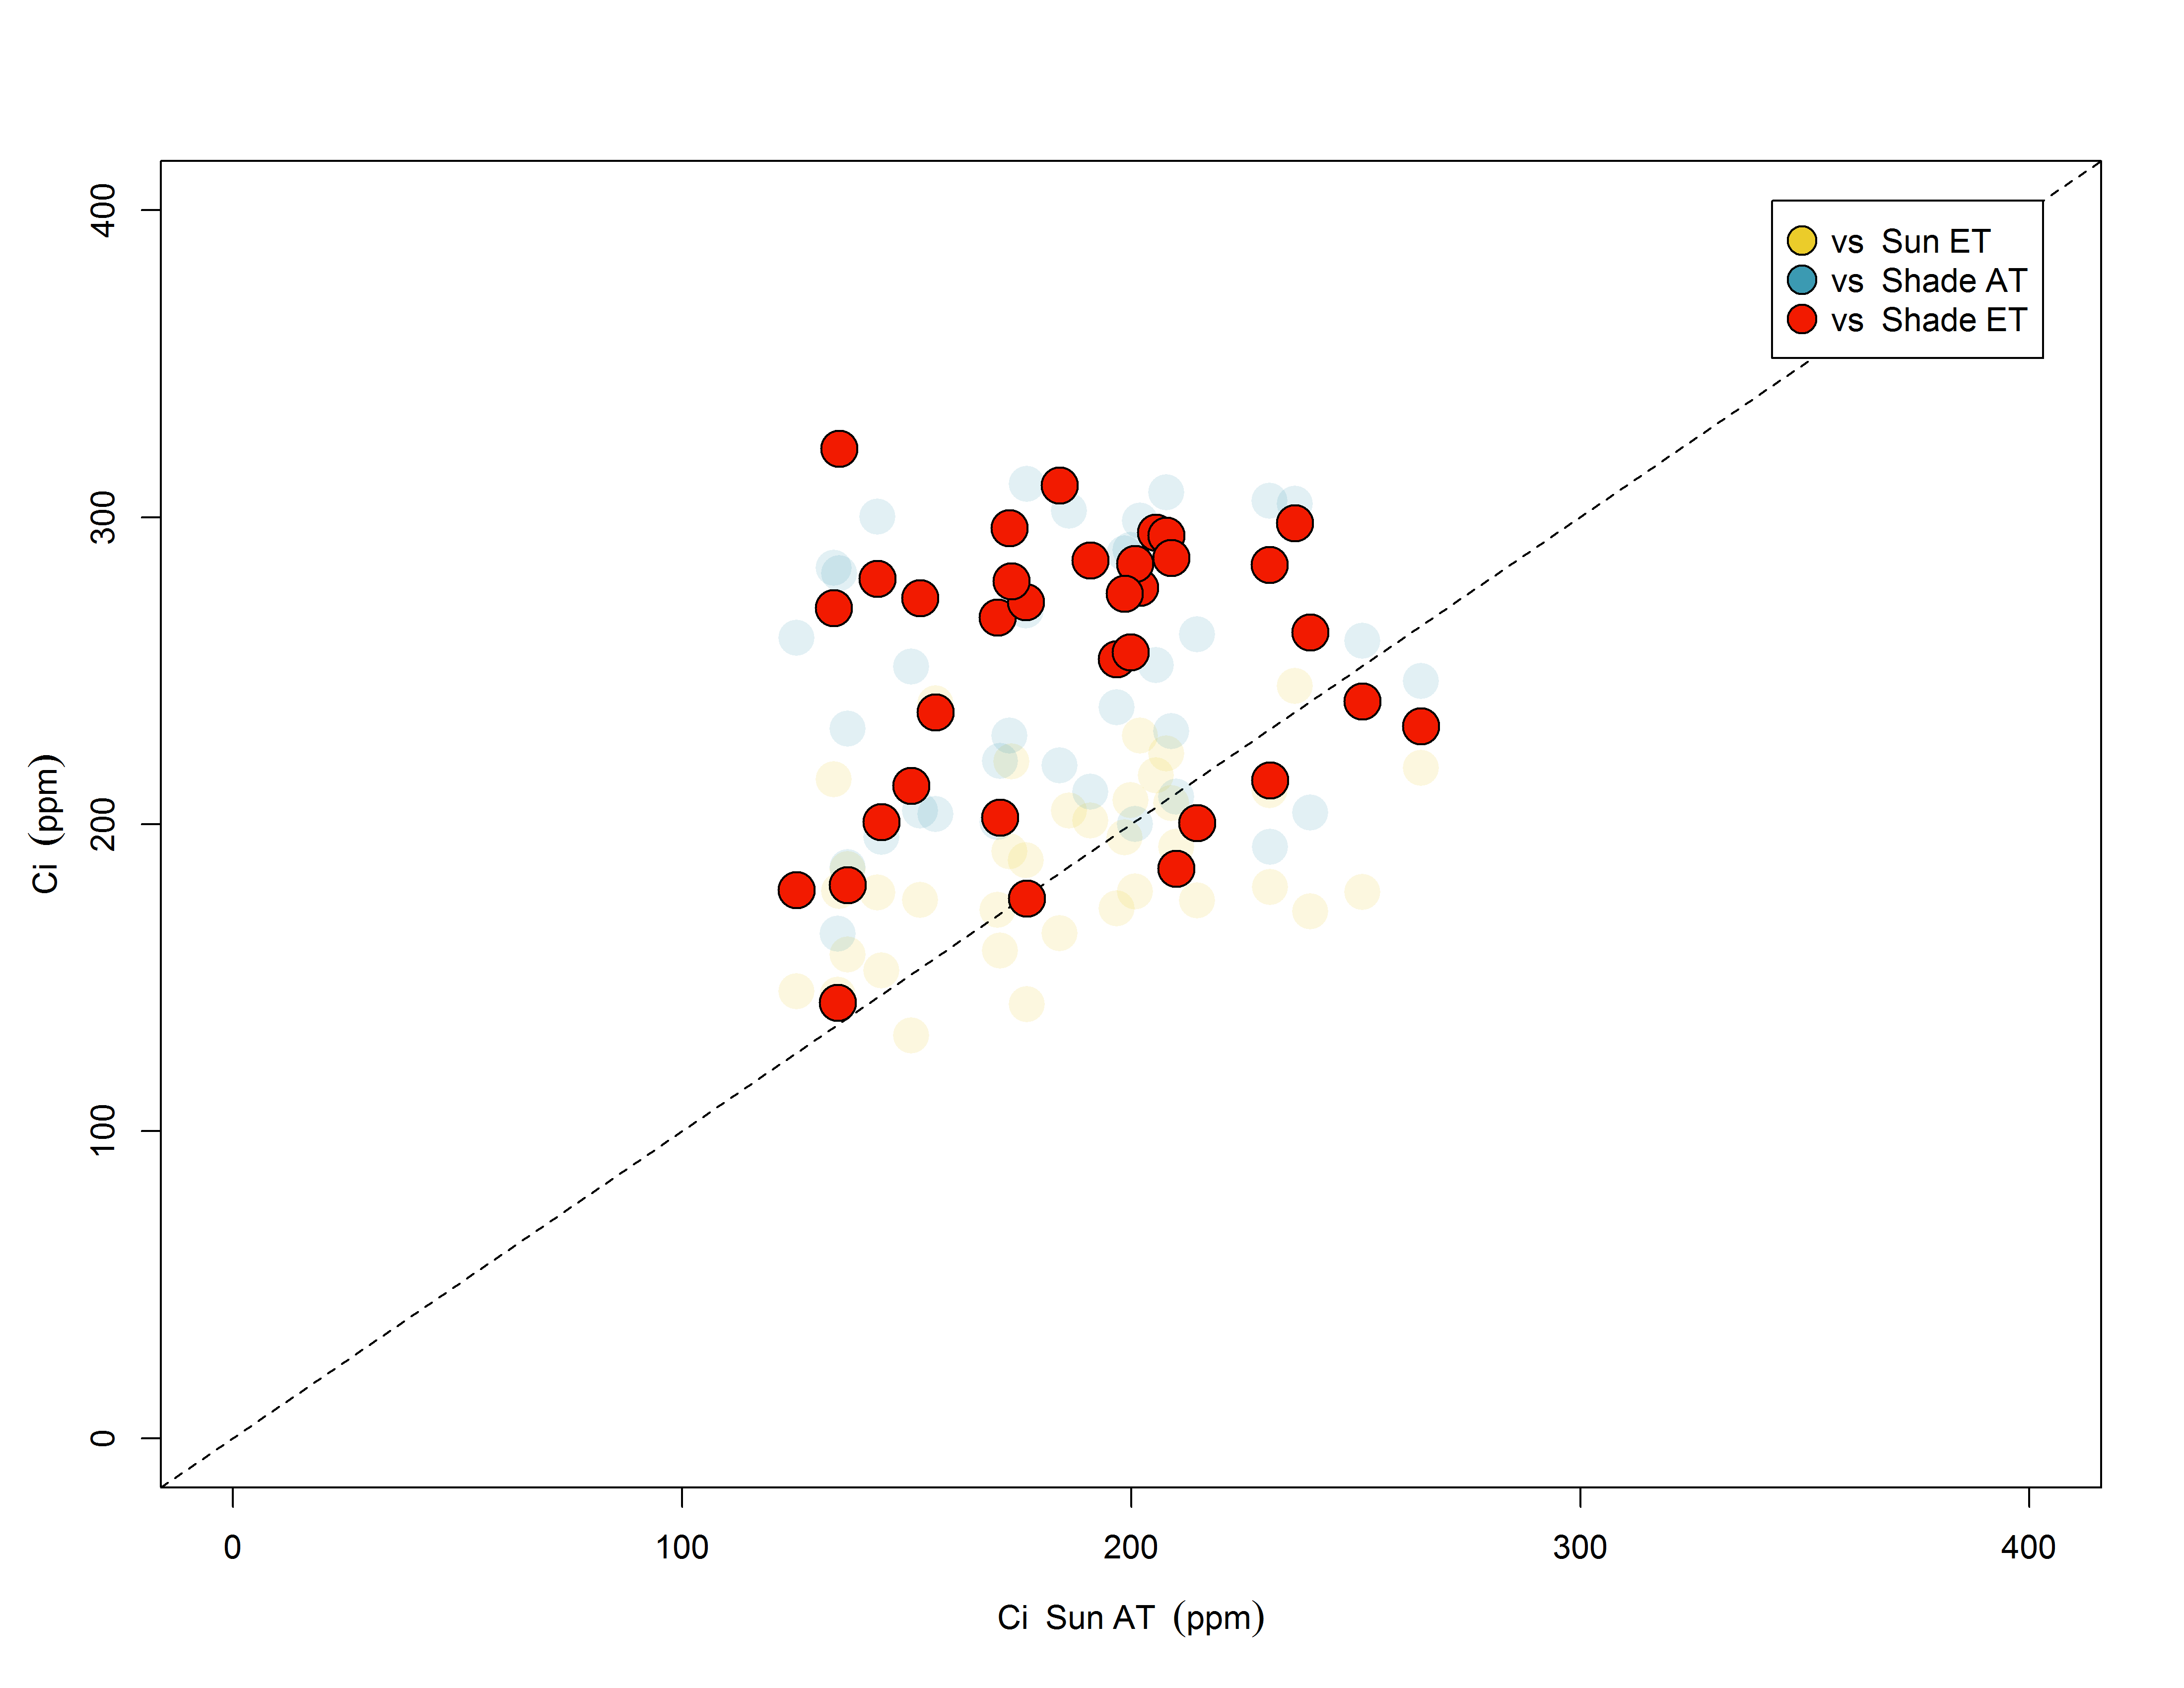 400
300
200
100
0
Ci (ppm)
vs Sun ET
vs Shade AT
vs Shade ET
0 100 200 300 400
Ci Sun AT (ppm)